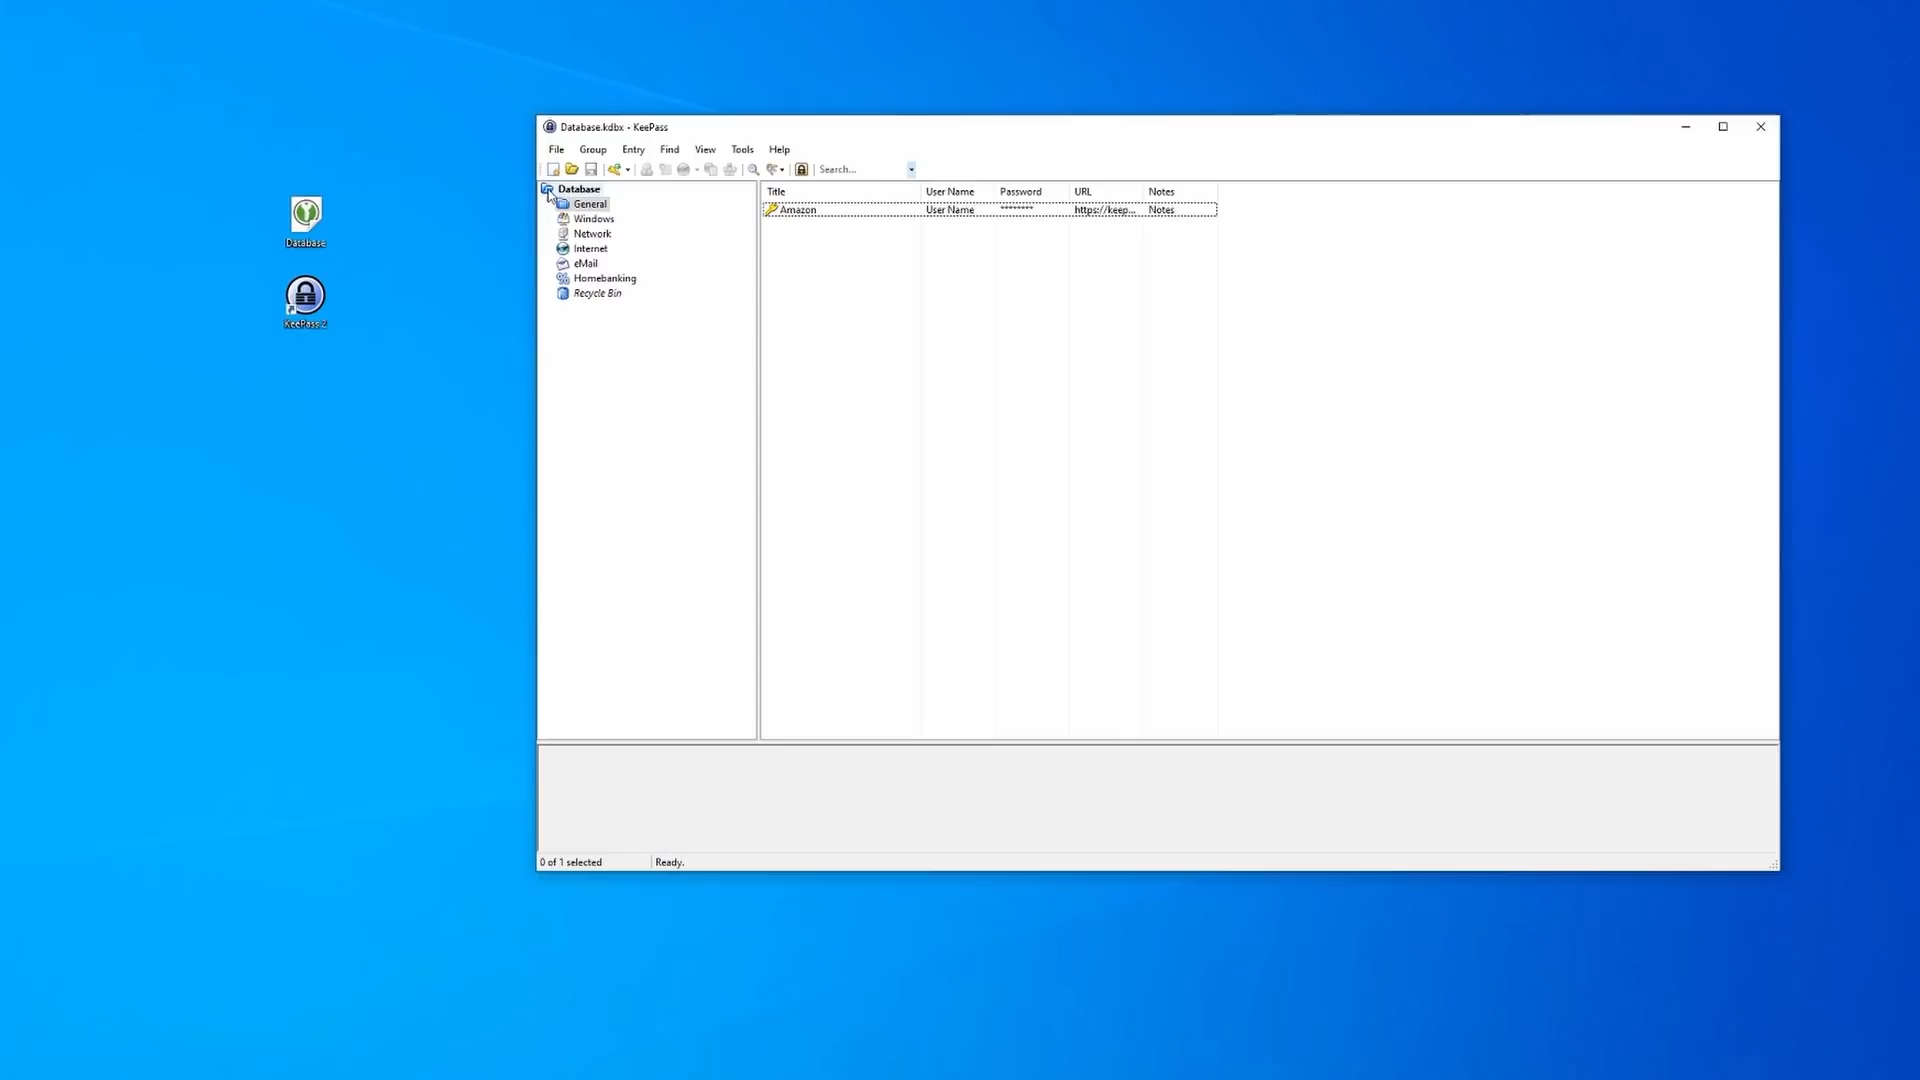 Database.kdbx - KeePass
File Group Entry Find View Tools Help
Search...
Database
General
Windows
Network
Internet
eMail
Homebanking
Recycle Bin
Title User Name Password URL Notes
Amazon User Name ******** https://keep... Notes
Database
KeePass 2
0 of 1 selected Ready.